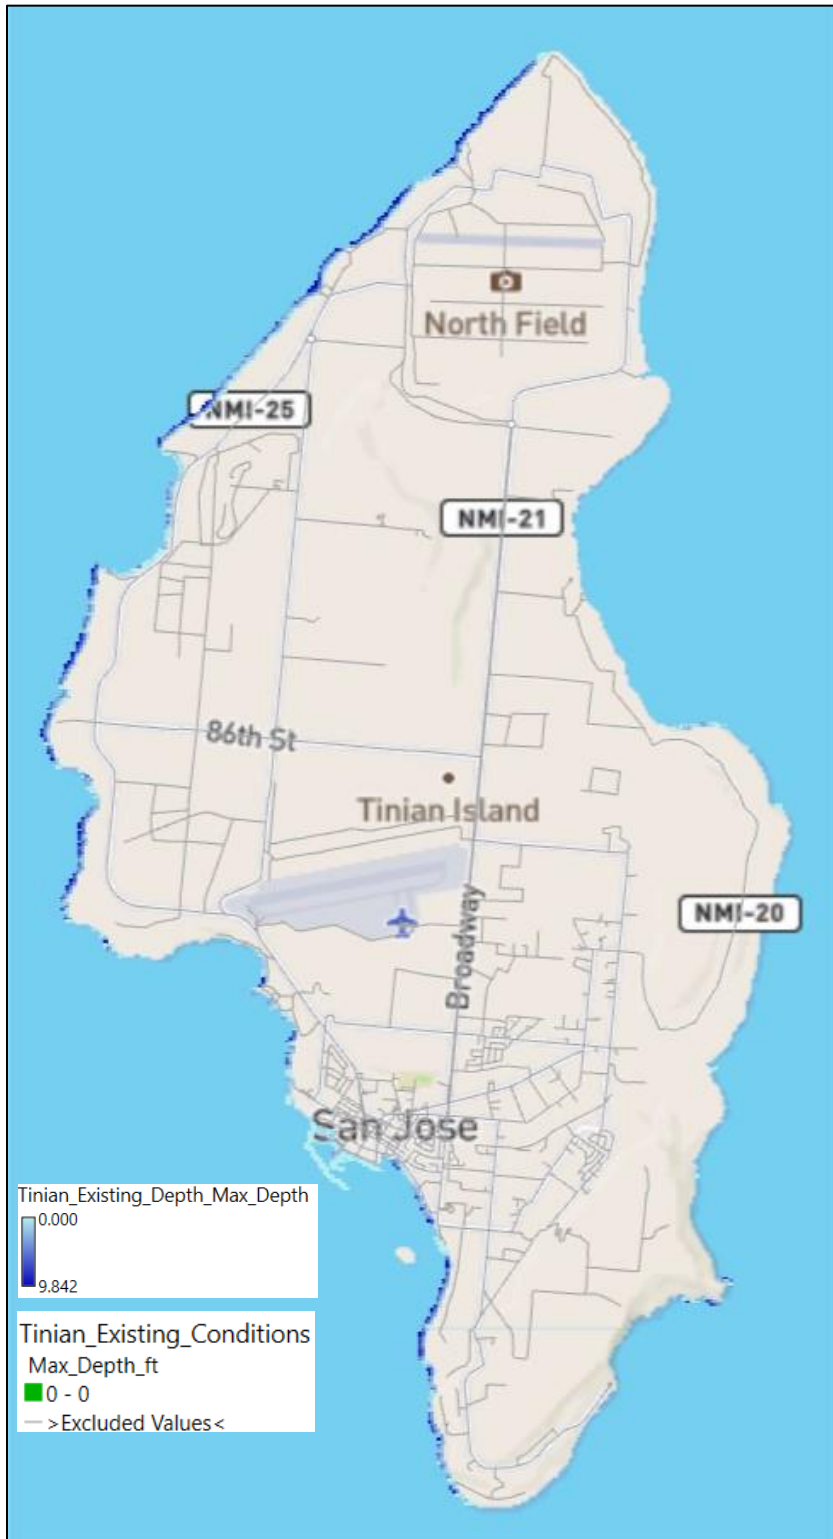 North Field
NMI-25
NMI-21
86th St
Tinian Island
Broadway
NMI-20
San Jose
Tinian_Existing_Depth_Max_Depth
0.000
9.842
Tinian_Existing_Conditions
Max_Depth_ft
0 - 0
>Excluded Values<